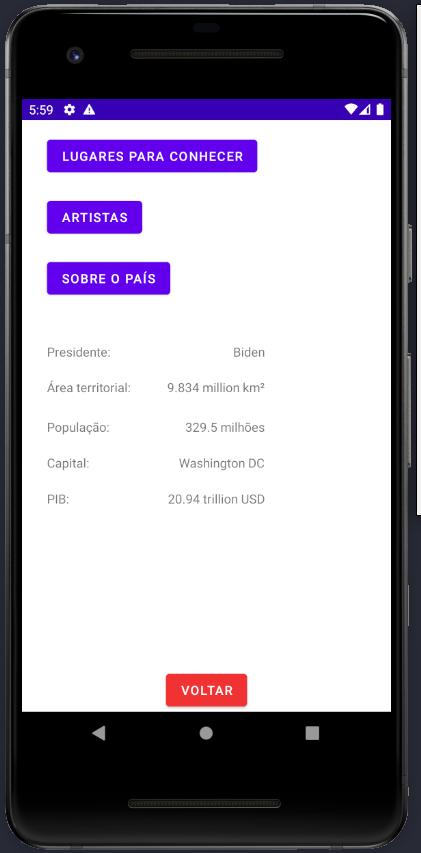 5:59
LUGARES PARA CONHECER
ARTISTAS
SOBRE O PAÍS
Presidente: Biden
Área territorial: 9.834 million km²
População: 329.5 milhões
Capital: Washington DC
PIB: 20.94 trillion USD
VOLTAR